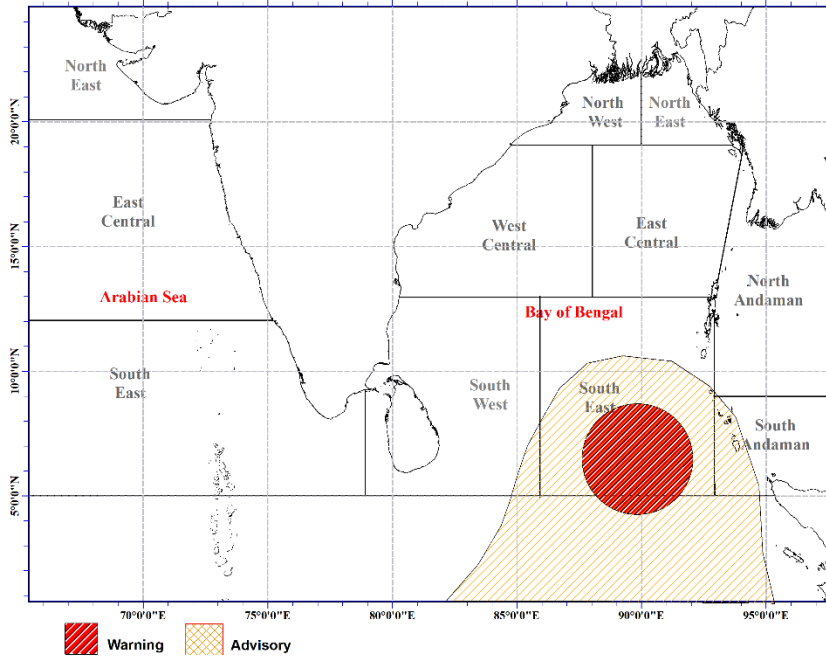 North
East
North
West
North
East
20°0'0"N
East
Central
West
Central
East
Central
15°0'0"N
North
Andaman
Arabian Sea
Bay of Bengal
South
East
South
West
South
East
10°0'0"N
South
Andaman
5°0'0"N
70°0'0"E
75°0'0"E
80°0'0"E
85°0'0"E
90°0'0"E
95°0'0"E
Warning
Advisory